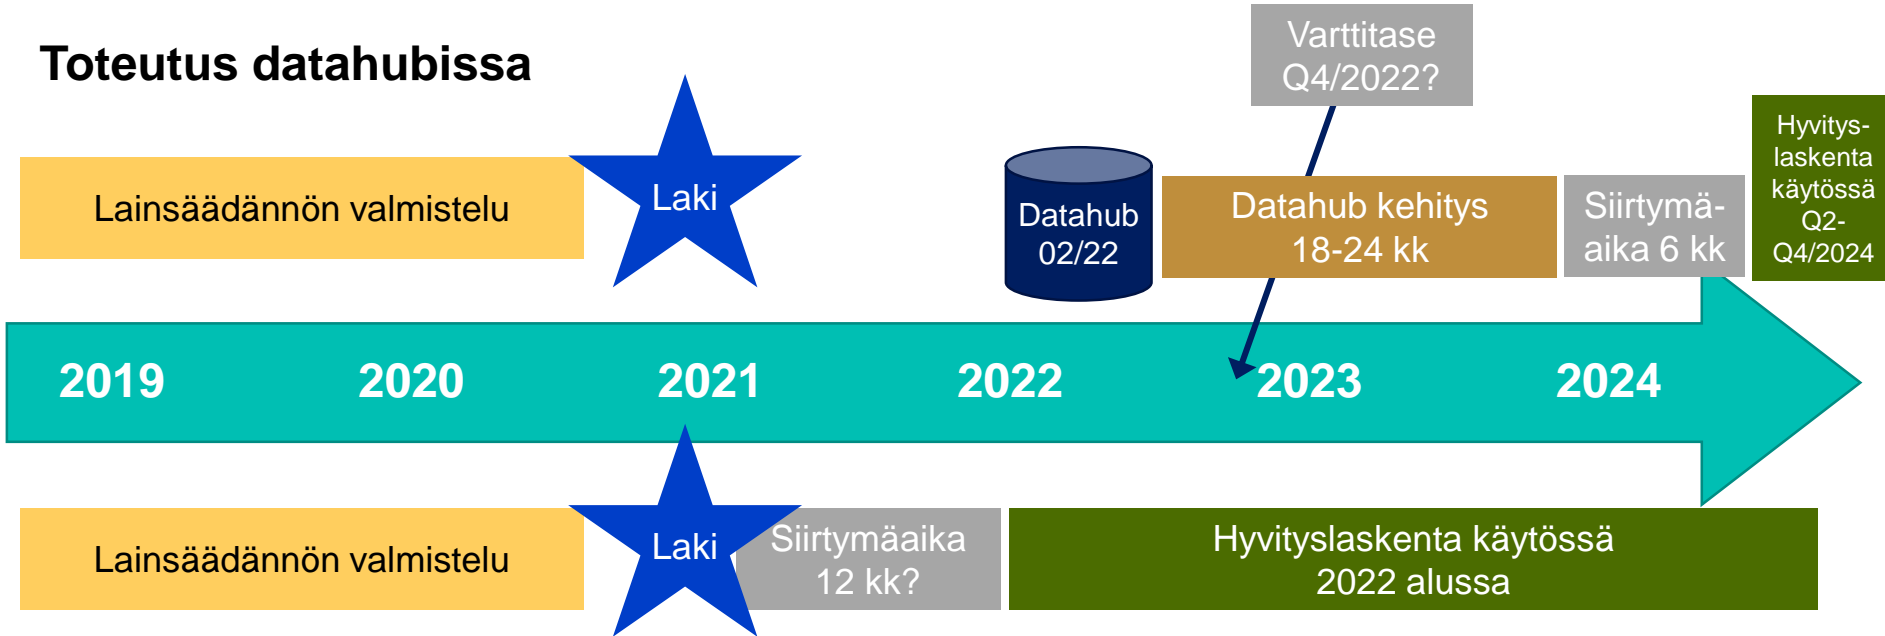 Toteutus datahubissa
Varttitase
Q4/2022?
Hyvitys-
laskenta
käytössä
Q2-
Q4/2024
Lainsäädännön valmistelu
Laki
Datahub
02/22
Datahub kehitys
18-24 kk
Siirtymä-
aika 6 kk
2019 2020 2021 2022 2023 2024
Lainsäädännön valmistelu
Laki
Siirtymäaika
12 kk?
Hyvityslaskenta käytössä
2022 alussa